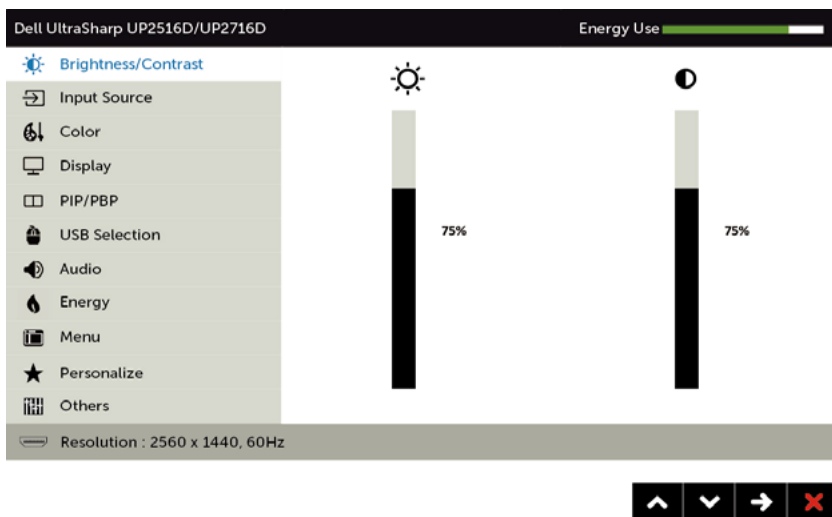 Dell UltraSharp UP2516D/UP2716D
Energy Use
Brightness/Contrast
Input Source
Color
Display
PIP/PBP
USB Selection
Audio
Energy
Menu
Personalize
Others
75%
75%
Resolution : 2560 x 1440, 60Hz